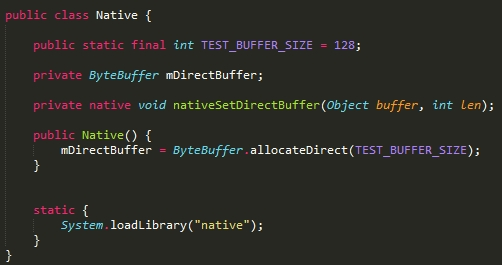 public class Native {
public static final int TEST_BUFFER_SIZE = 128;
private ByteBuffer mDirectBuffer;
private native void nativeSetDirectBuffer(Object buffer, int len);
public Native() {
mDirectBuffer = ByteBuffer.allocateDirect(TEST_BUFFER_SIZE);
}
static {
System.loadLibrary("native");
}
}